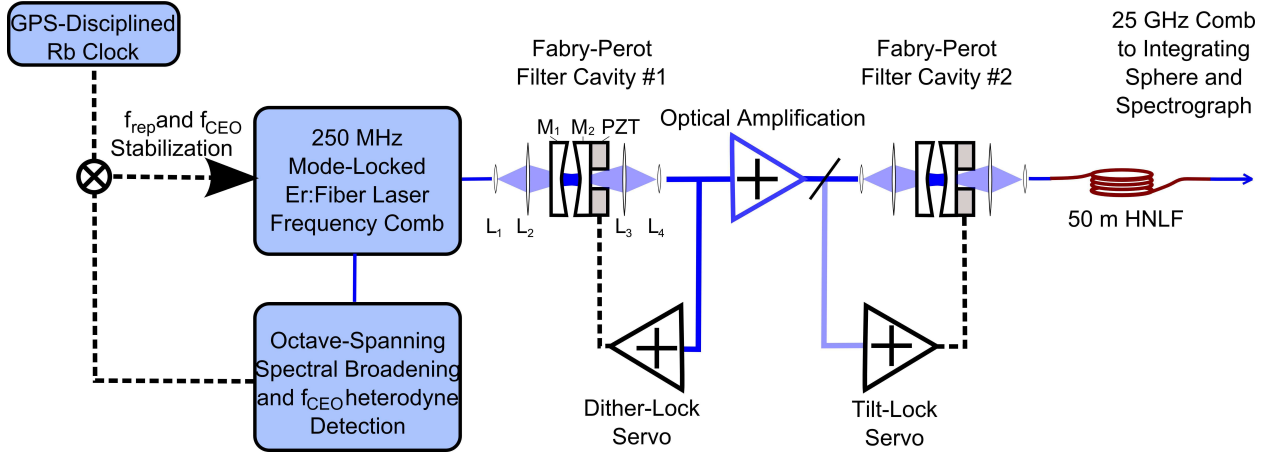 GPS-Disciplined
Rb Clock
f_rep and f_CEO
Stabilization
250 MHz
Mode-Locked
Er:Fiber Laser
Frequency Comb
Octave-Spanning
Spectral Broadening
and f_CEO heterodyne
Detection
Fabry-Perot
Filter Cavity #1
M₁ M₂ PZT
L₁ L₂ L₃ L₄
Optical Amplification
Dither-Lock
Servo
Fabry-Perot
Filter Cavity #2
Tilt-Lock
Servo
25 GHz Comb
to Integrating
Sphere and
Spectrograph
50 m HNLF